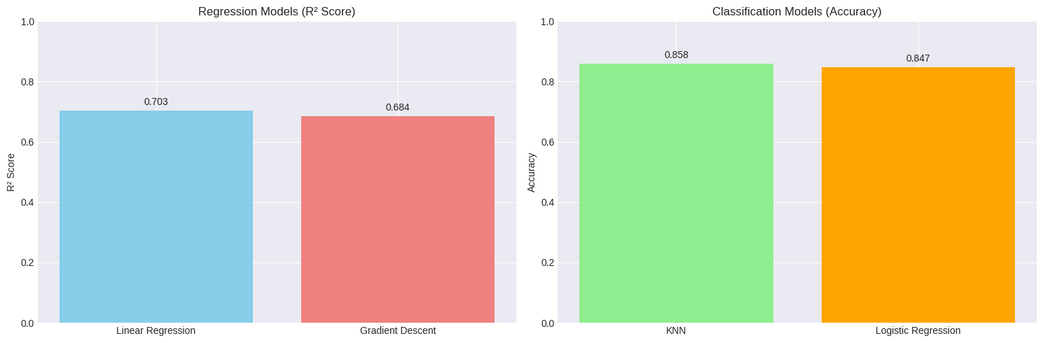 Regression Models (R² Score)
1.0
0.8
0.6
0.4
0.2
0.0
R² Score
0.703
0.684
Linear Regression
Gradient Descent
Classification Models (Accuracy)
1.0
0.8
0.6
0.4
0.2
0.0
Accuracy
0.858
0.847
KNN
Logistic Regression